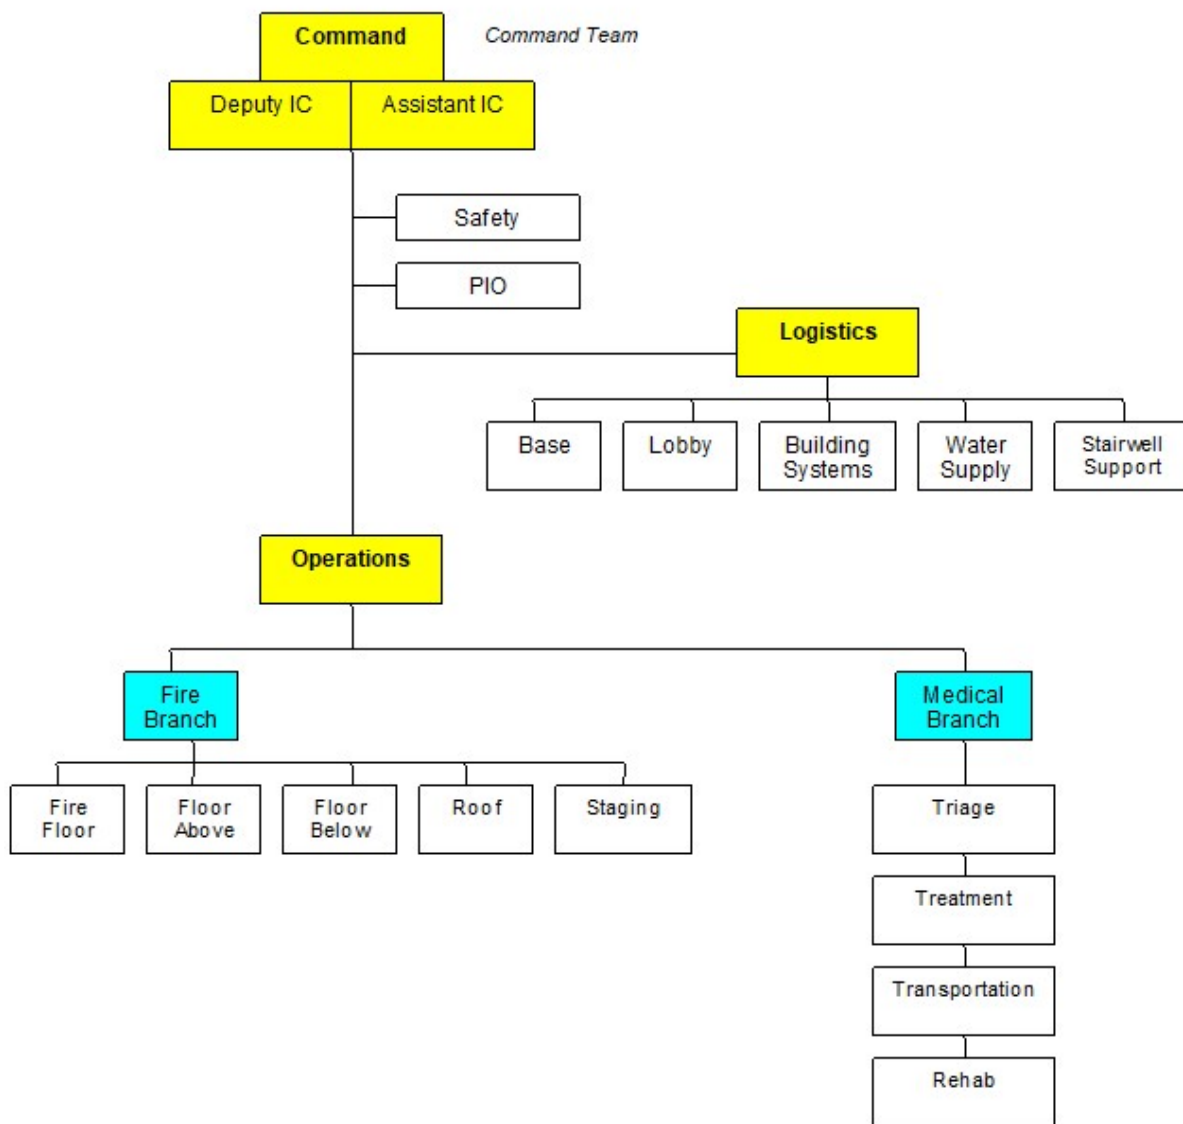 Command
Command Team
Deputy IC
Assistant IC
Safety
PIO
Logistics
Base
Lobby
Building
Systems
Water
Supply
Stairwell
Support
Operations
Fire
Branch
Medical
Branch
Fire
Floor
Floor
Above
Floor
Below
Roof
Staging
Triage
Treatment
Transportation
Rehab